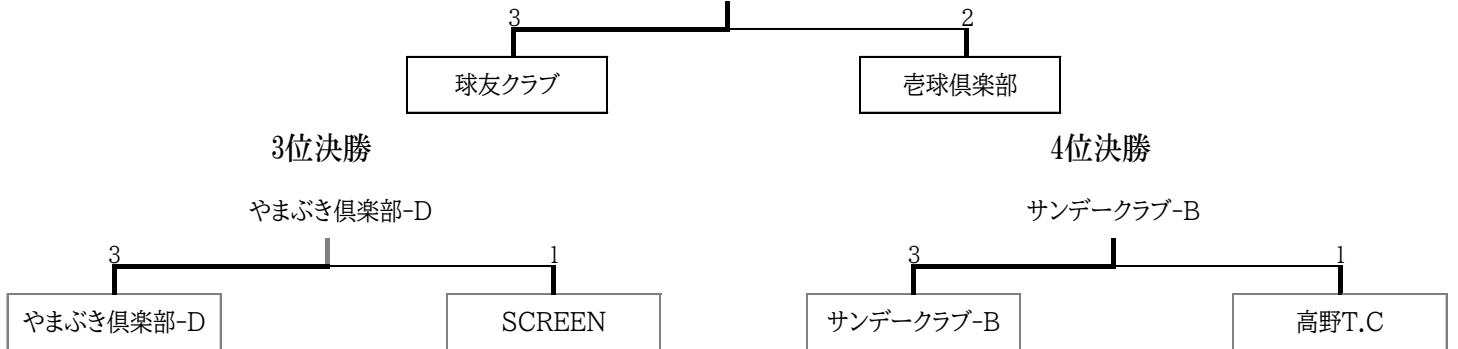 3 2
球友クラブ 壱球倶楽部
3位決勝 4位決勝
やまぶき倶楽部-D サンデークラブ-B
3 1 3 1
やまぶき倶楽部-D SCREEN サンデークラブ-B 高野T.C